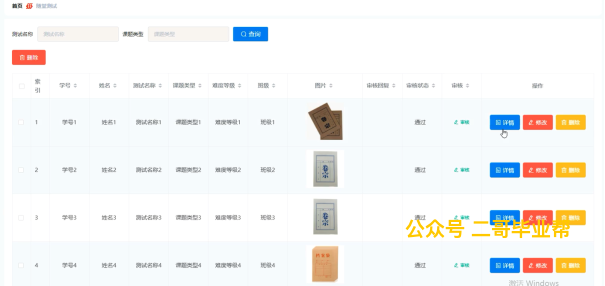 首页 随堂测试
测试名称 测试名称 课题类型 课题类型 查询
删除
索引 学号 姓名 测试名称 课题类型 难度等级 班级 图片 审核回复 审核状态 审核 操作
1 学号1 姓名1 测试名称1 课题类型1 难度等级1 班级1 通过 审核 详情 修改 删除
2 学号2 姓名2 测试名称2 课题类型2 难度等级2 班级2 通过 审核 详情 修改 删除
3 学号3 姓名3 测试名称3 课题类型3 难度等级3 班级3 通过 审核 详情 修改 删除
公众号 二哥毕业帮
4 学号4 姓名4 测试名称4 课题类型4 难度等级4 班级4 通过 审核 详情 修改 删除
激活 Windows